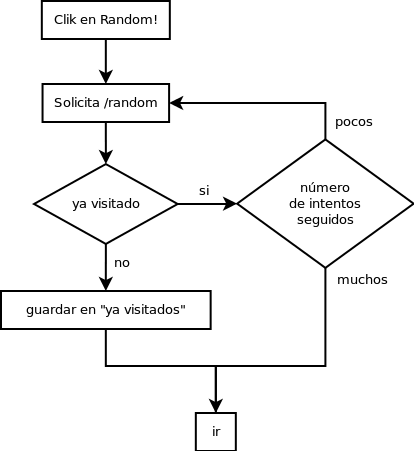 Clik en Random!
Solicita /random
pocos
ya visitado
si
número
de intentos
seguidos
no
muchos
guardar en "ya visitados"
ir